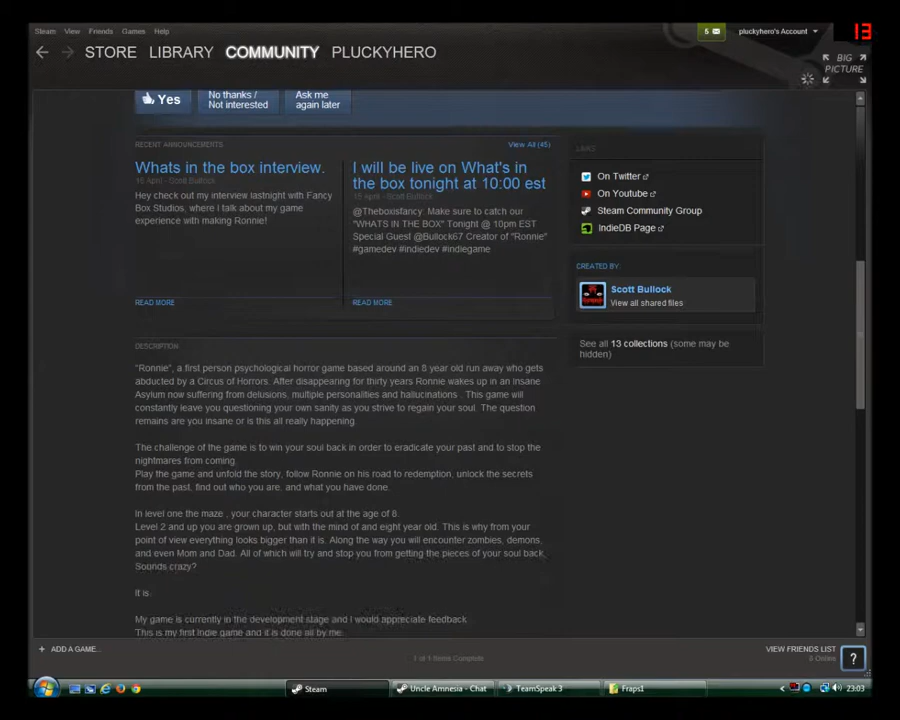 Steam View Friends Games Help
5
pluckyhero's Account
13
STORE LIBRARY COMMUNITY PLUCKYHERO
BIG PICTURE
Yes
No thanks /
Not interested
Ask me
again later
RECENT ANNOUNCEMENTS
View All (45)
Whats in the box interview.
15 April - Scott Bullock
Hey check out my interview lastnight with Fancy
Box Studios, where I talk about my game
experience with making Ronnie!
READ MORE
I will be live on What's in
the box tonight at 10:00 est
15 April - Scott Bullock
@Theboxisfancy: Make sure to catch our
"WHATS IN THE BOX" Tonight @ 10pm EST
Special Guest @Bullock67 Creator of "Ronnie"
#gamedev #indiedev #indiegame
READ MORE
LINKS
On Twitter
On Youtube
Steam Community Group
IndieDB Page
CREATED BY
Scott Bullock
View all shared files
See all 13 collections (some may be
hidden)
DESCRIPTION
"Ronnie", a first person psychological horror game based around an 8 year old run away who gets
abducted by a Circus of Horrors. After disappearing for thirty years Ronnie wakes up in an insane
Asylum now suffering from delusions, multiple personalities and hallucinations . This game will
constantly leave you questioning your own sanity as you strive to regain your soul. The question
remains are you insane or is this all really happening.
The challenge of the game is to win your soul back in order to eradicate your past and to stop the
nightmares from coming.
Play the game and unfold the story, follow Ronnie on his road to redemption, unlock the secrets
from the past, find out who you are, and what you have done.
In level one the maze , your character starts out at the age of 8.
Level 2 and up you are grown up, but with the mind of and eight year old. This is why from your
point of view everything looks bigger than it is. Along the way you will encounter zombies, demons,
and even Mom and Dad. All of which will try and stop you from getting the pieces of your soul back.
Sounds crazy?
It is.
My game is currently in the development stage and I would appreciate feedback
This is my first Indie game and it is done all by me.
ADD A GAME...
1 of 1 Items Complete
VIEW FRIENDS LIST
8 Online
?
Steam
Uncle Amnesia - Chat
TeamSpeak 3
Fraps1
23:03